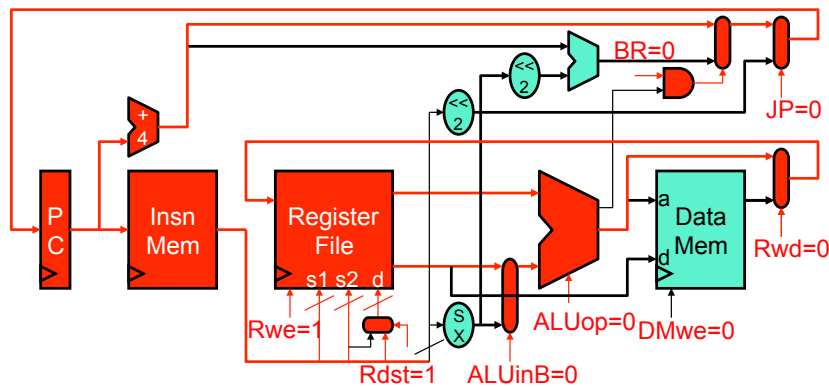 BR=0
<<
2
<<
2
+
4
JP=0
P
C
Insn
Mem
Register
File
s1 s2 d
a
d
Data
Mem
Rwd=0
Rwe=1
S
X
ALUop=0
DMwe=0
Rdst=1
ALUinB=0